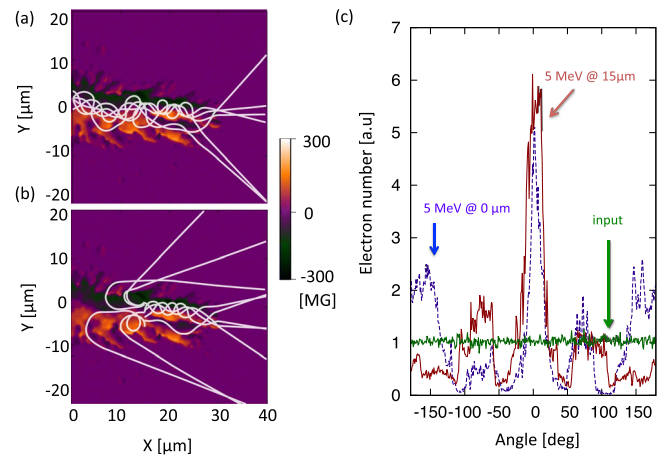 (a)
20
10
0
-10
-20
Y [µm]
(b)
20
10
0
-10
-20
Y [µm]
0
10
20
30
40
X [µm]
300
0
-300
[MG]
(c)
7
6
5
4
3
2
1
0
Electron number [a.u]
5 MeV @ 15µm
5 MeV @ 0 µm
input
-150
-100
-50
0
50
100
150
Angle [deg]